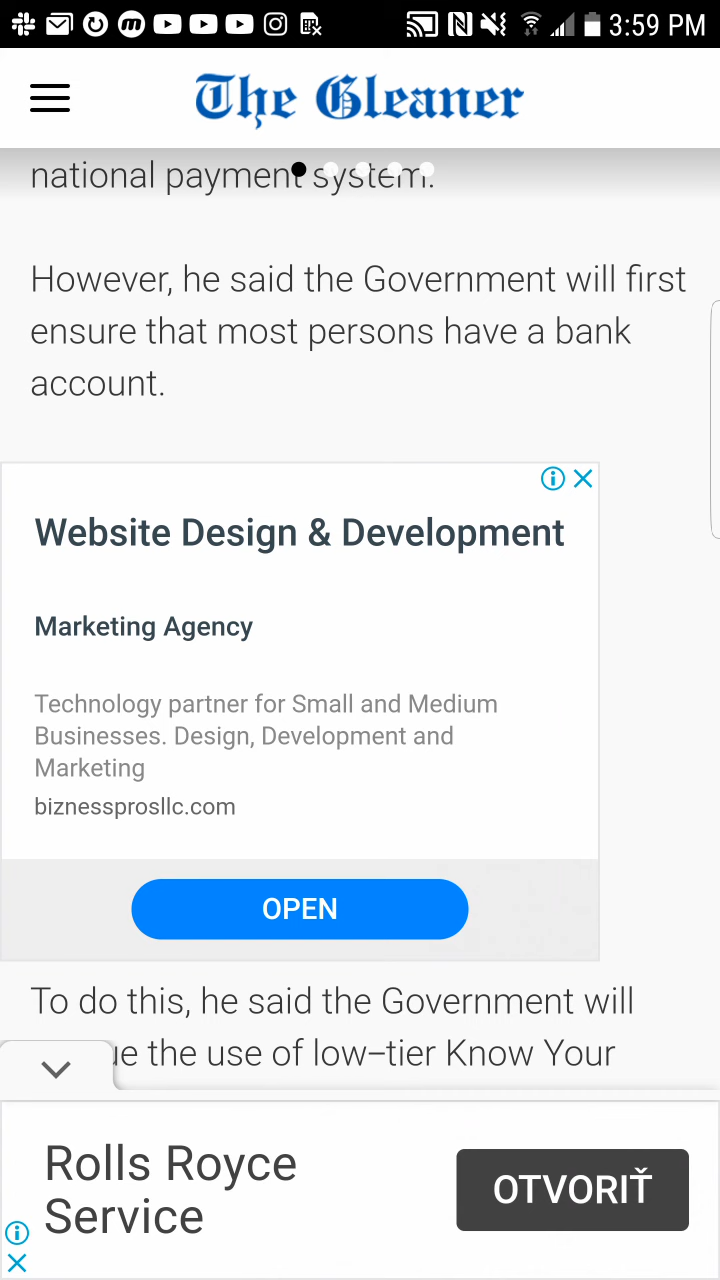 3:59 PM
The Gleaner
national payment system.
However, he said the Government will first
ensure that most persons have a bank
account.
Website Design & Development
Marketing Agency
Technology partner for Small and Medium
Businesses. Design, Development and
Marketing
biznessprosllc.com
OPEN
To do this, he said the Government will
the use of low–tier Know Your
Rolls Royce
Service
OTVORIŤ